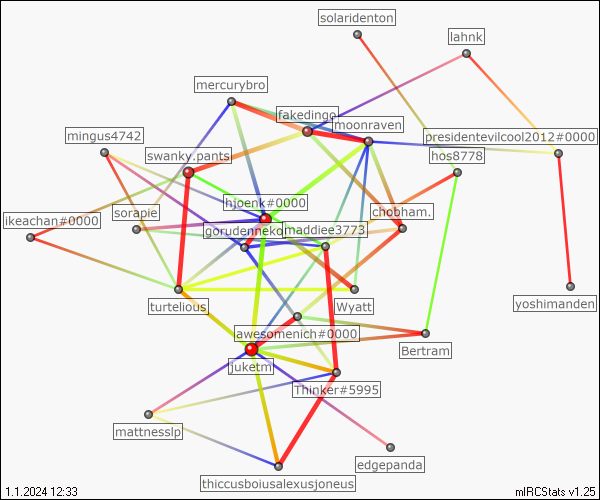 solaridenton
lahnk
mercurybro
fakedingo
moonraven
mingus4742
presidentevilcool2012#0000
swanky.pants
hos8778
hjoenk#0000
ikeachan#0000
sorapie
chobham.
gorudenneko
maddiee3773
turtelious
Wyatt
yoshimanden
awesomenich#0000
Bertram
juketm
Thinker#5995
mattnesslp
edgepanda
thiccusboiusalexusjoneus
1.1.2024 12:33
mIRCStats v1.25